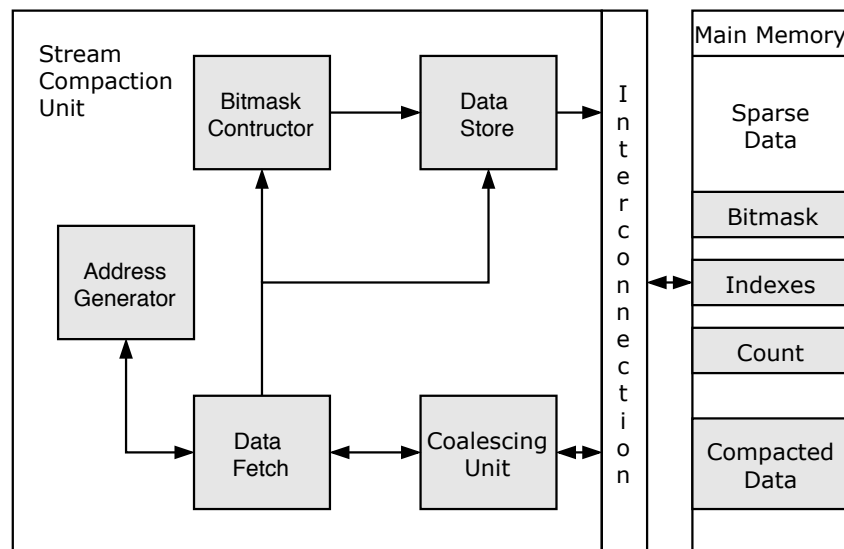 Stream
Compaction
Unit
Bitmask
Contructor
Data
Store
Address
Generator
Data
Fetch
Coalescing
Unit
Interconnection
Main Memory
Sparse
Data
Bitmask
Indexes
Count
Compacted
Data